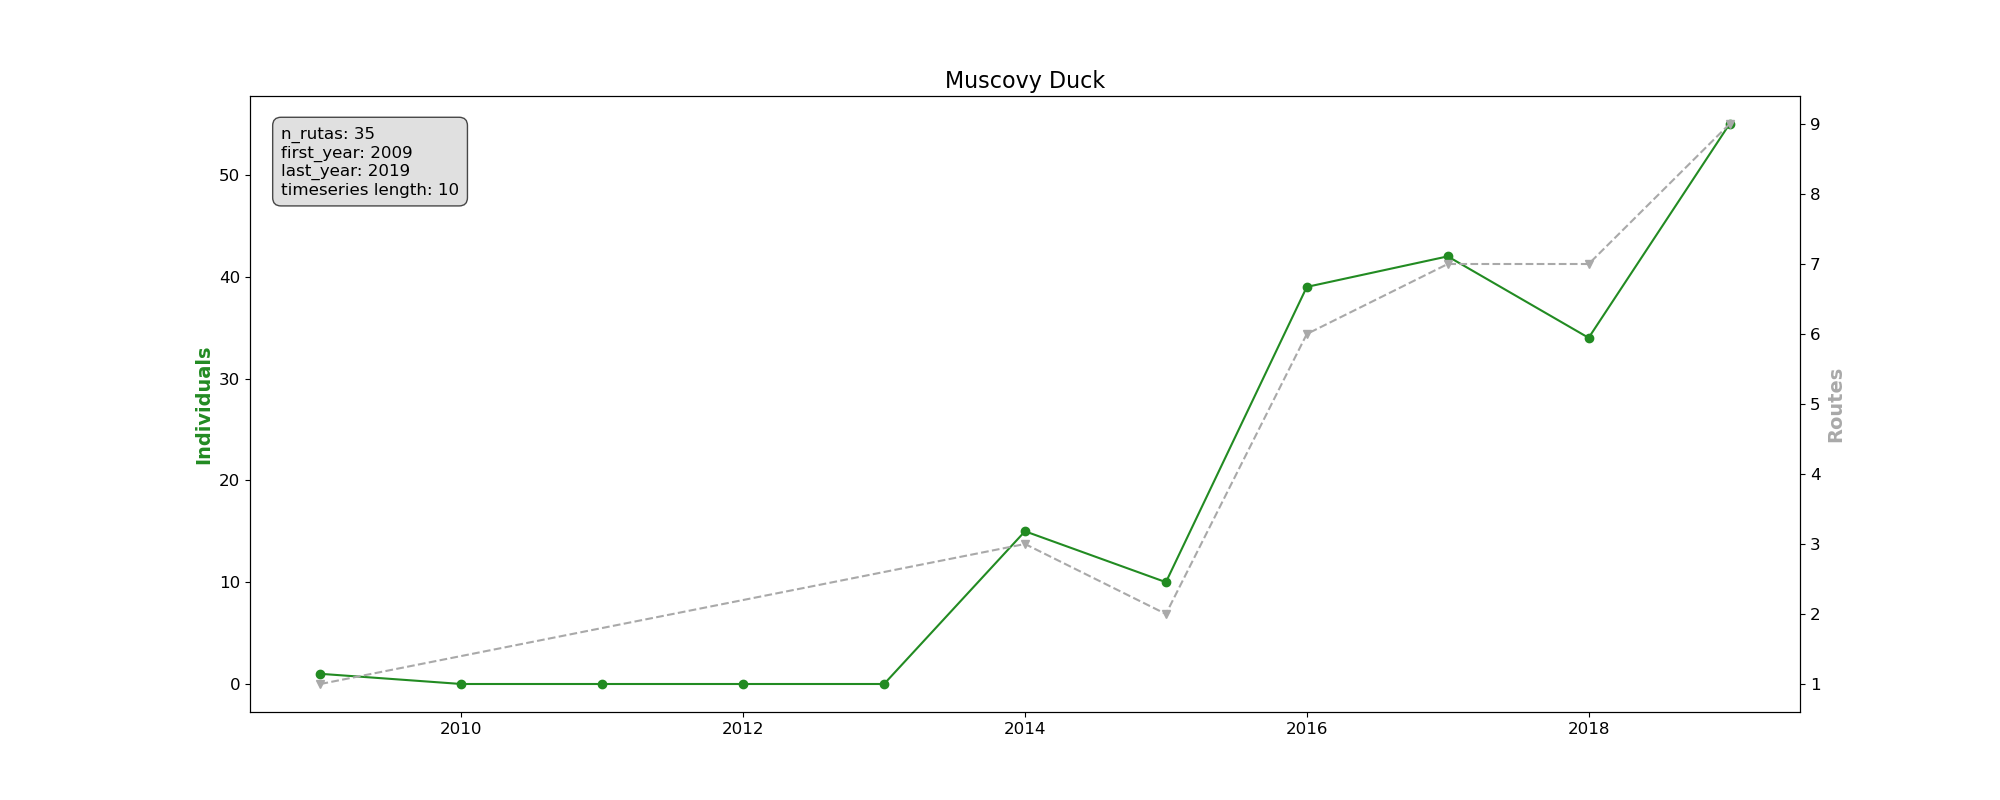 Muscovy Duck
n_rutas: 35
first_year: 2009
last_year: 2019
timeseries length: 10
Individuals
50
40
30
20
10
0
9
8
7
6
5
4
3
2
1
Routes
2010 2012 2014 2016 2018